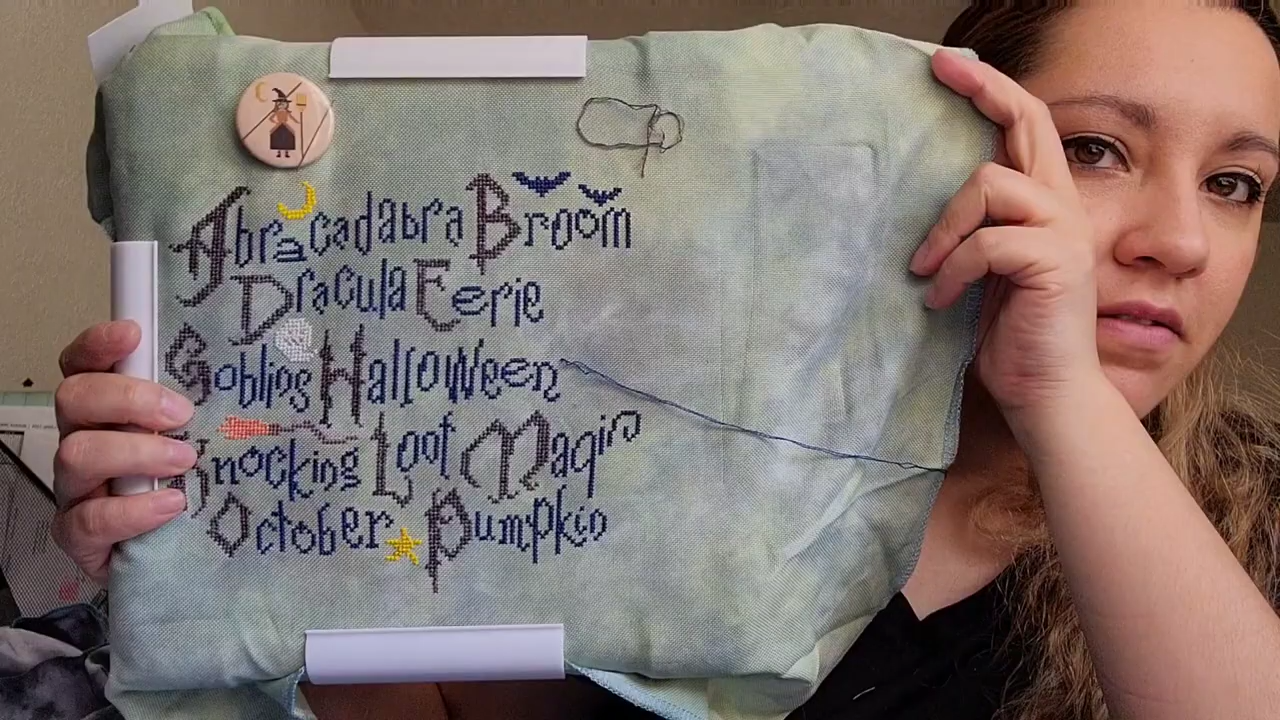 Abracadabra Broom
Dracula Eerie
Goblins Halloween
Knocking Loot Magic
October Pumpkin